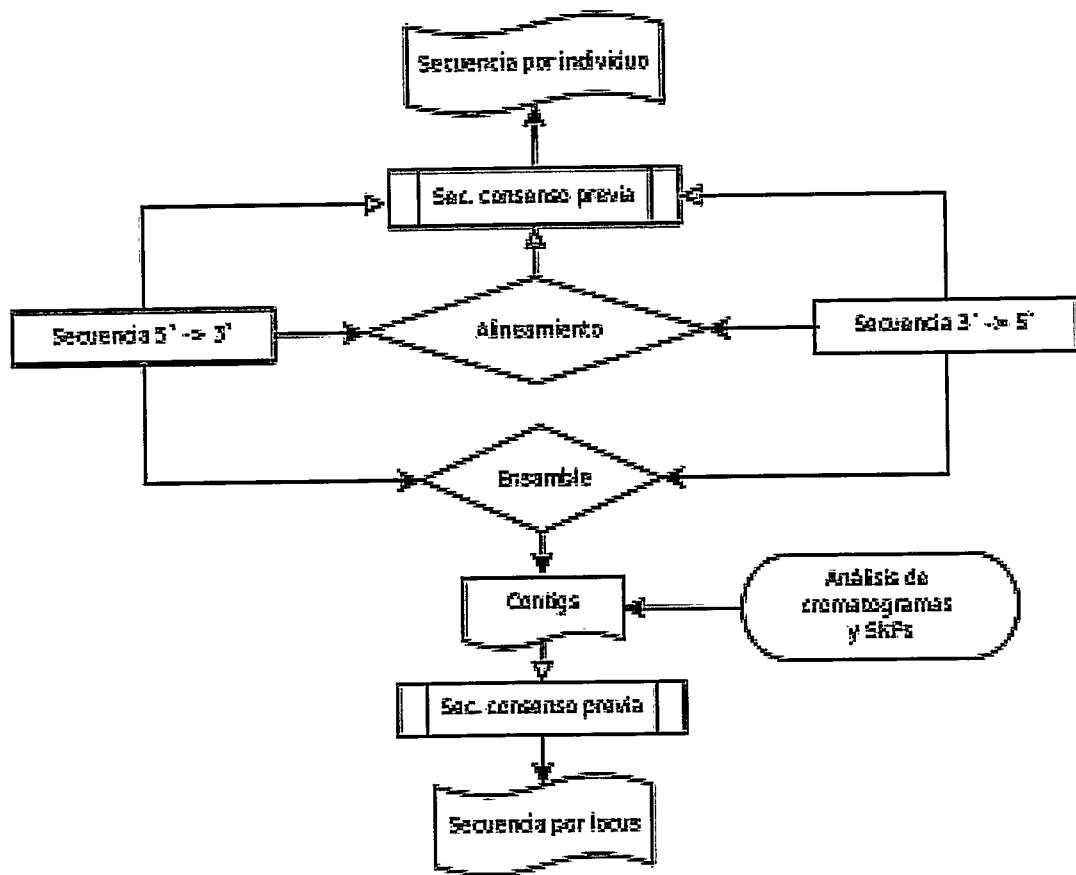 Secuencia por individuo
Sec. consenso previa
Secuencia 5' -> 3'
Alineamiento
Secuencia 3' -> 5'
Ensamble
Contigs
Análisis de
cromatogramas
y SNPs
Sec. consenso previa
Secuencia por locus